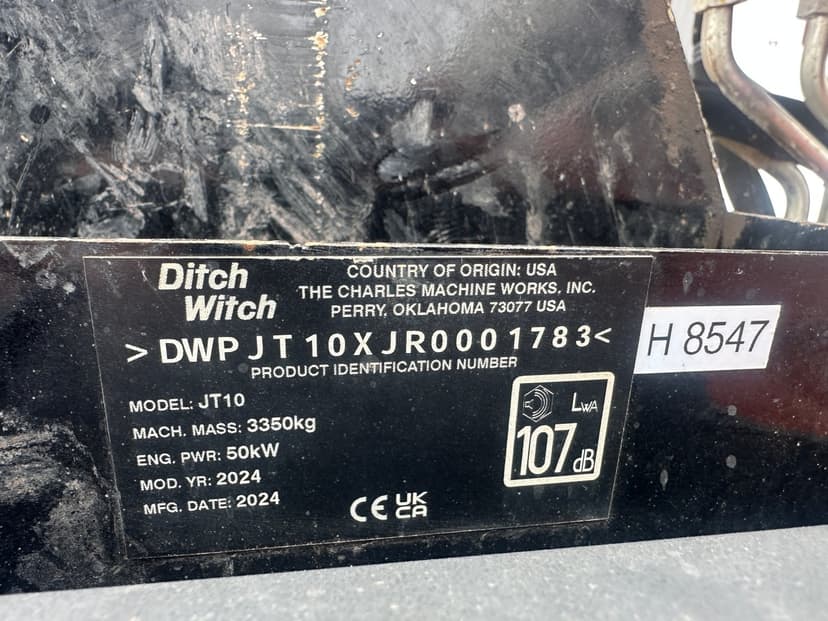 Ditch
Witch
COUNTRY OF ORIGIN: USA
THE CHARLES MACHINE WORKS, INC.
PERRY, OKLAHOMA 73077 USA
>DWPJT10XJR0001783<
PRODUCT IDENTIFICATION NUMBER
H 8547
MODEL: JT10
MACH. MASS: 3350kg
ENG. PWR: 50kW
MOD. YR: 2024
MFG. DATE: 2024
LWA
107 dB
CE UK
CA